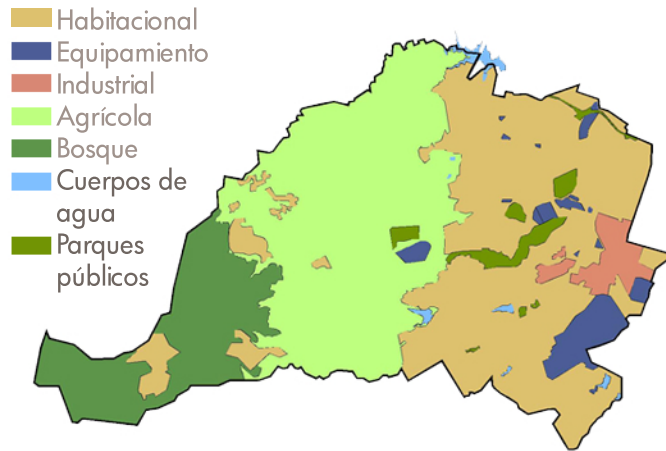 Habitacional
Equipamiento
Industrial
Agrícola
Bosque
Cuerpos de
agua
Parques
públicos